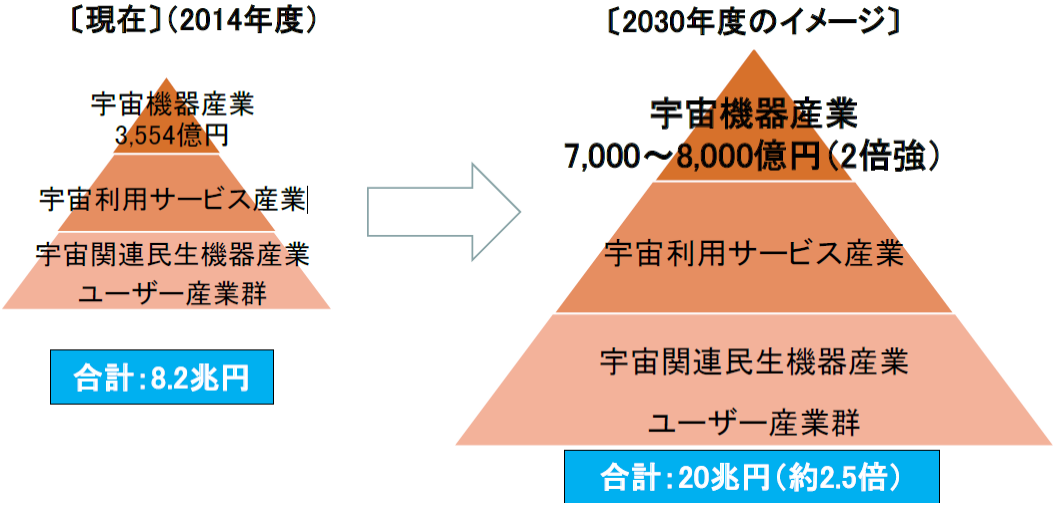 〔現在〕（2014年度）
宇宙機器産業
3,554億円
宇宙利用サービス産業
宇宙関連民生機器産業
ユーザー産業群
合計：8.2兆円
〔2030年度のイメージ〕
宇宙機器産業
7,000～8,000億円（2倍強）
宇宙利用サービス産業
宇宙関連民生機器産業
ユーザー産業群
合計：20兆円（約2.5倍）